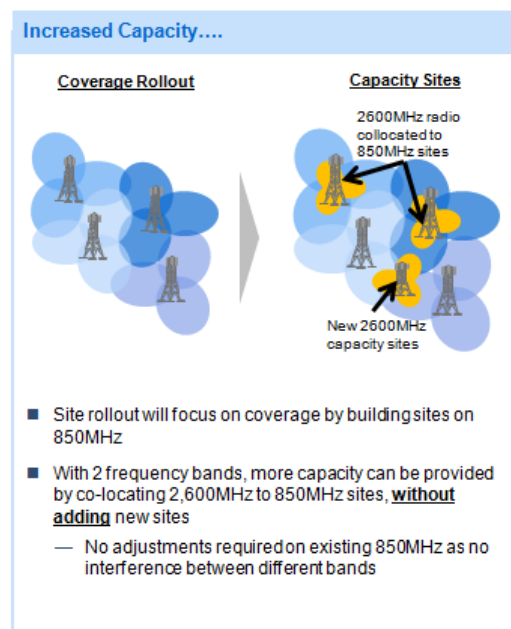 Increased Capacity....
Coverage Rollout
Capacity Sites
2600MHz radio
collocated to
850MHz sites
New 2600MHz
capacity sites
■ Site rollout will focus on coverage by building sites on
850MHz
■ With 2 frequency bands, more capacity can be provided
by co-locating 2,600MHz to 850MHz sites, without
adding new sites
— No adjustments required on existing 850MHz as no
interference between different bands